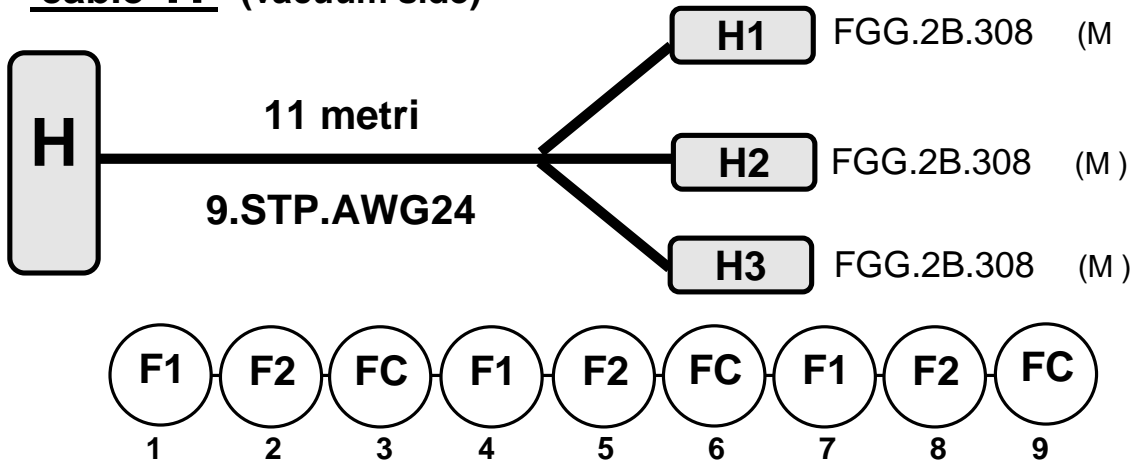 (vacuum side)
H1 FGG.2B.308 (M
H 11 metri
H2 FGG.2B.308 (M )
9.STP.AWG24
H3 FGG.2B.308 (M )
F1 F2 FC F1 F2 FC F1 F2 FC
1 2 3 4 5 6 7 8 9